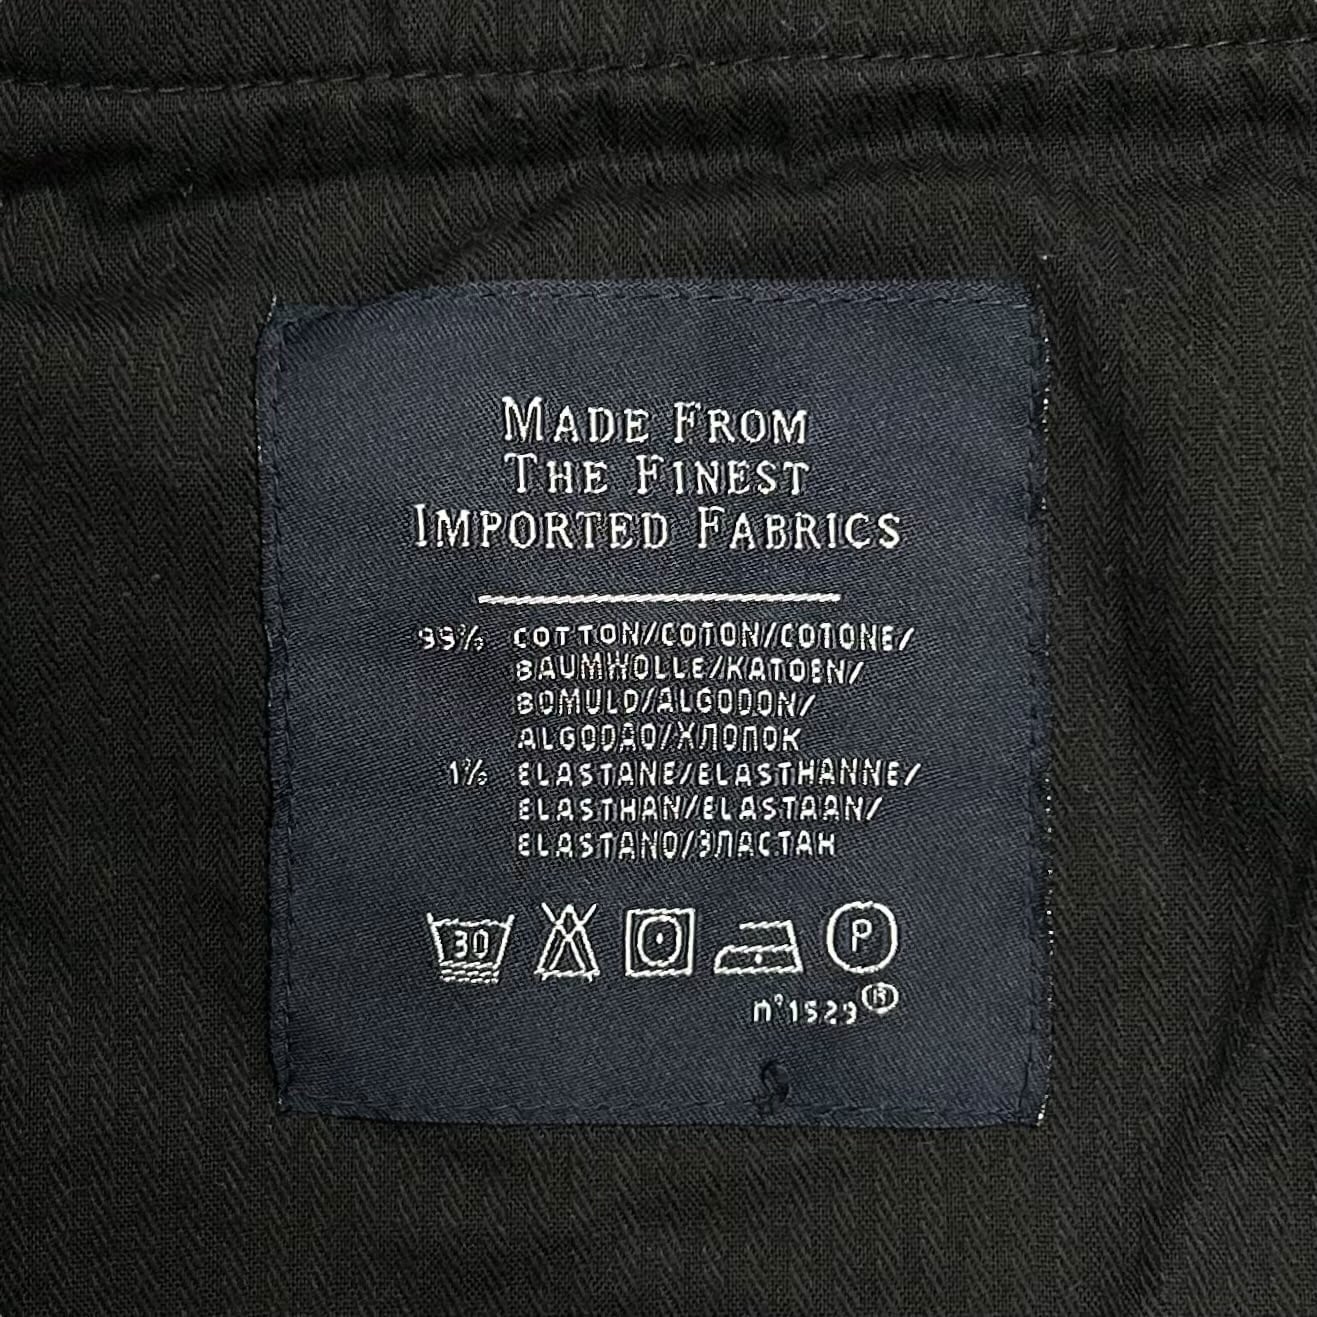 MADE FROM
THE FINEST
IMPORTED FABRICS
99% COTTON/COTON/COTONE/
BAUMWOLLE/KATOEN/
BOMULD/ALGODON/
ALGODÃO/ХЛОПОК
1% ELASTANE/ELASTHANNE/
ELASTHAN/ELASTAAN/
ELASTANO/ЭЛАСТАН
30 P
n°1529®